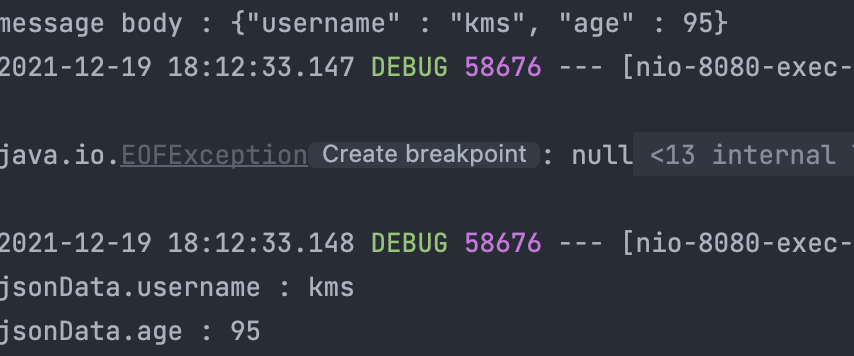 message body : {"username" : "kms", "age" : 95}
2021-12-19 18:12:33.147 DEBUG 58676 --- [nio-8080-exec-
java.io.EOFException Create breakpoint : null <13 internal
2021-12-19 18:12:33.148 DEBUG 58676 --- [nio-8080-exec-
jsonData.username : kms
jsonData.age : 95